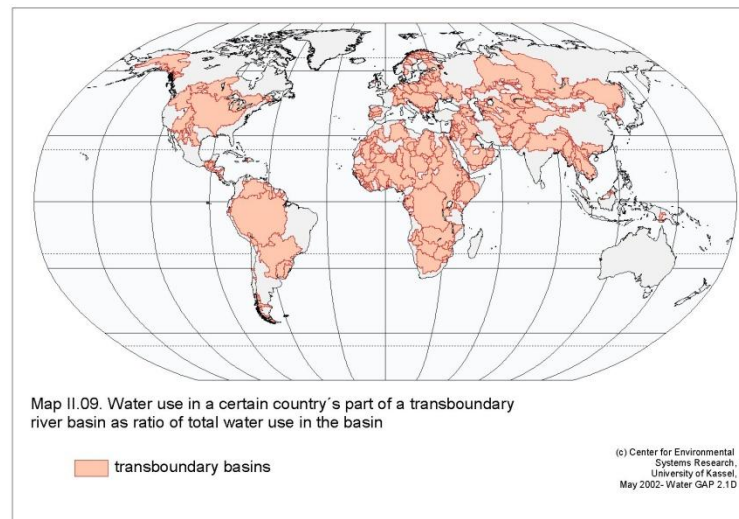 Map II.09. Water use in a certain country´s part of a transboundary
river basin as ratio of total water use in the basin
transboundary basins
(c) Center for Environmental
Systems Research,
University of Kassel,
May 2002- Water GAP 2.1D